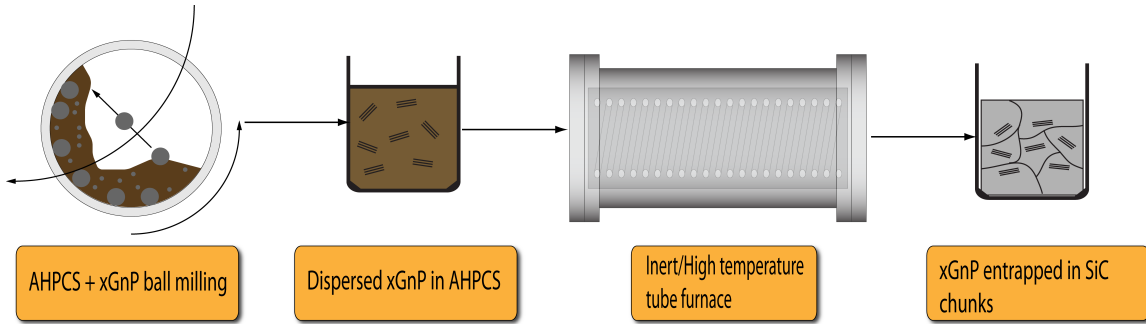 AHPCS + xGnP ball milling
Dispersed xGnP in AHPCS
Inert/High temperature
tube furnace
xGnP entrapped in SiC
chunks